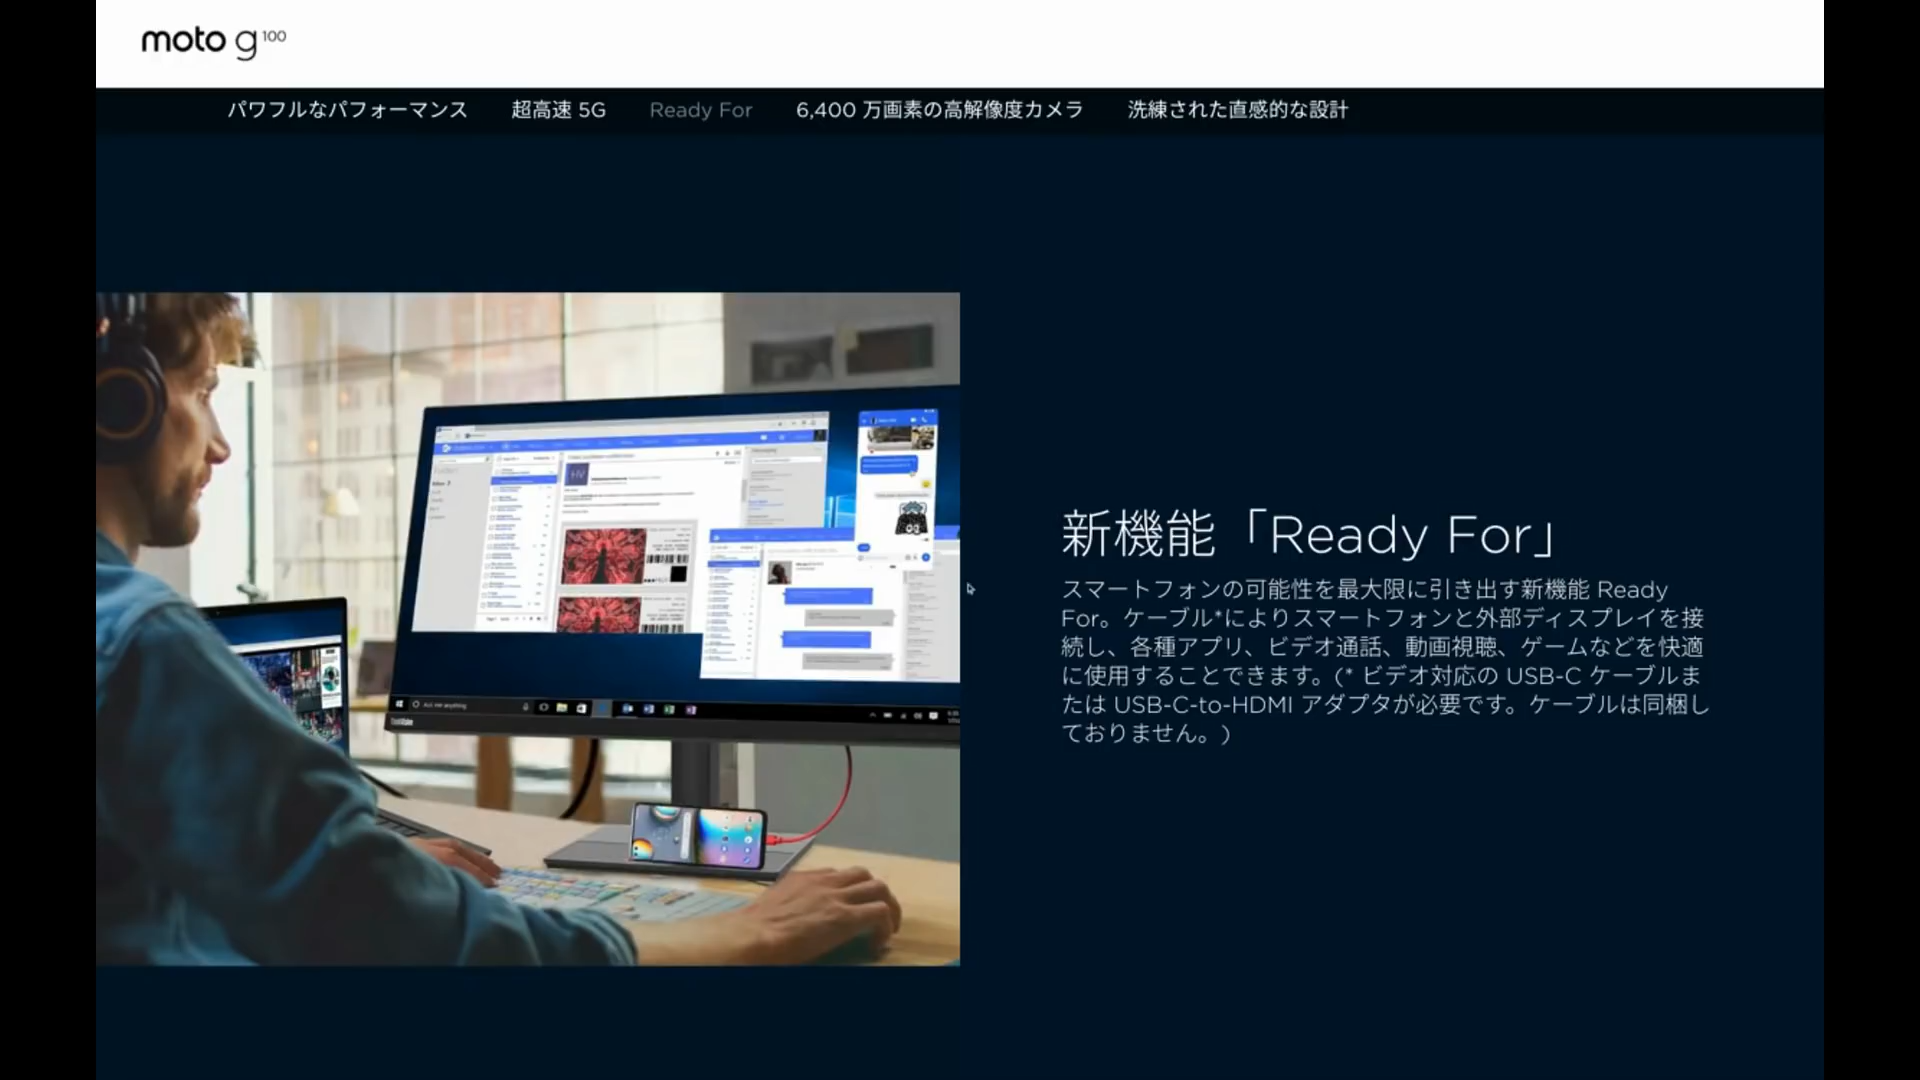 moto g100
パワフルなパフォーマンス 超高速 5G Ready For 6,400 万画素の高解像度カメラ 洗練された直感的な設計
新機能「Ready For」
スマートフォンの可能性を最大限に引き出す新機能 Ready
For。ケーブル*によりスマートフォンと外部ディスプレイを接
続し、各種アプリ、ビデオ通話、動画視聴、ゲームなどを快適
に使用することできます。(* ビデオ対応の USB-C ケーブルま
たは USB-C-to-HDMI アダプタが必要です。ケーブルは同梱し
ておりません。)
HV
Ask me anything
ThinkVision